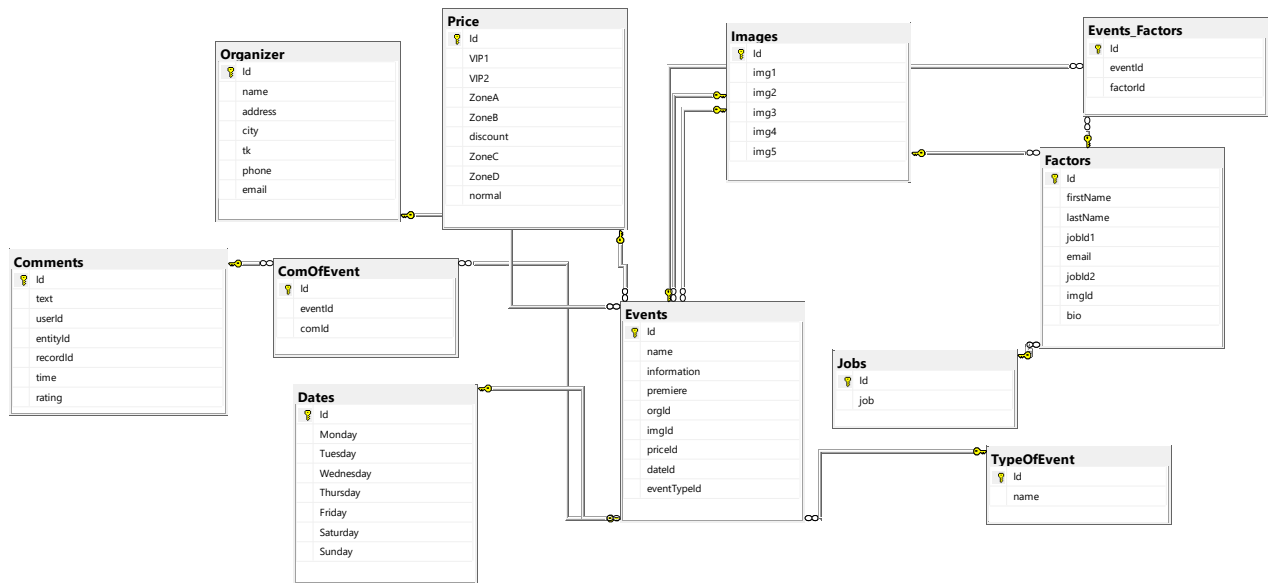 Organizer
Id
name
address
city
tk
phone
email
Price
Id
VIP1
VIP2
ZoneA
ZoneB
discount
ZoneC
ZoneD
normal
Images
Id
img1
img2
img3
img4
img5
Events_Factors
Id
eventId
factorId
Factors
Id
firstName
lastName
jobId1
email
jobId2
imgId
bio
Comments
Id
text
userId
entityId
recordId
time
rating
ComOfEvent
Id
eventId
comId
Dates
Id
Monday
Tuesday
Wednesday
Thursday
Friday
Saturday
Sunday
Events
Id
name
information
premiere
orgId
imgId
priceId
dateId
eventTypeId
Jobs
Id
job
TypeOfEvent
Id
name